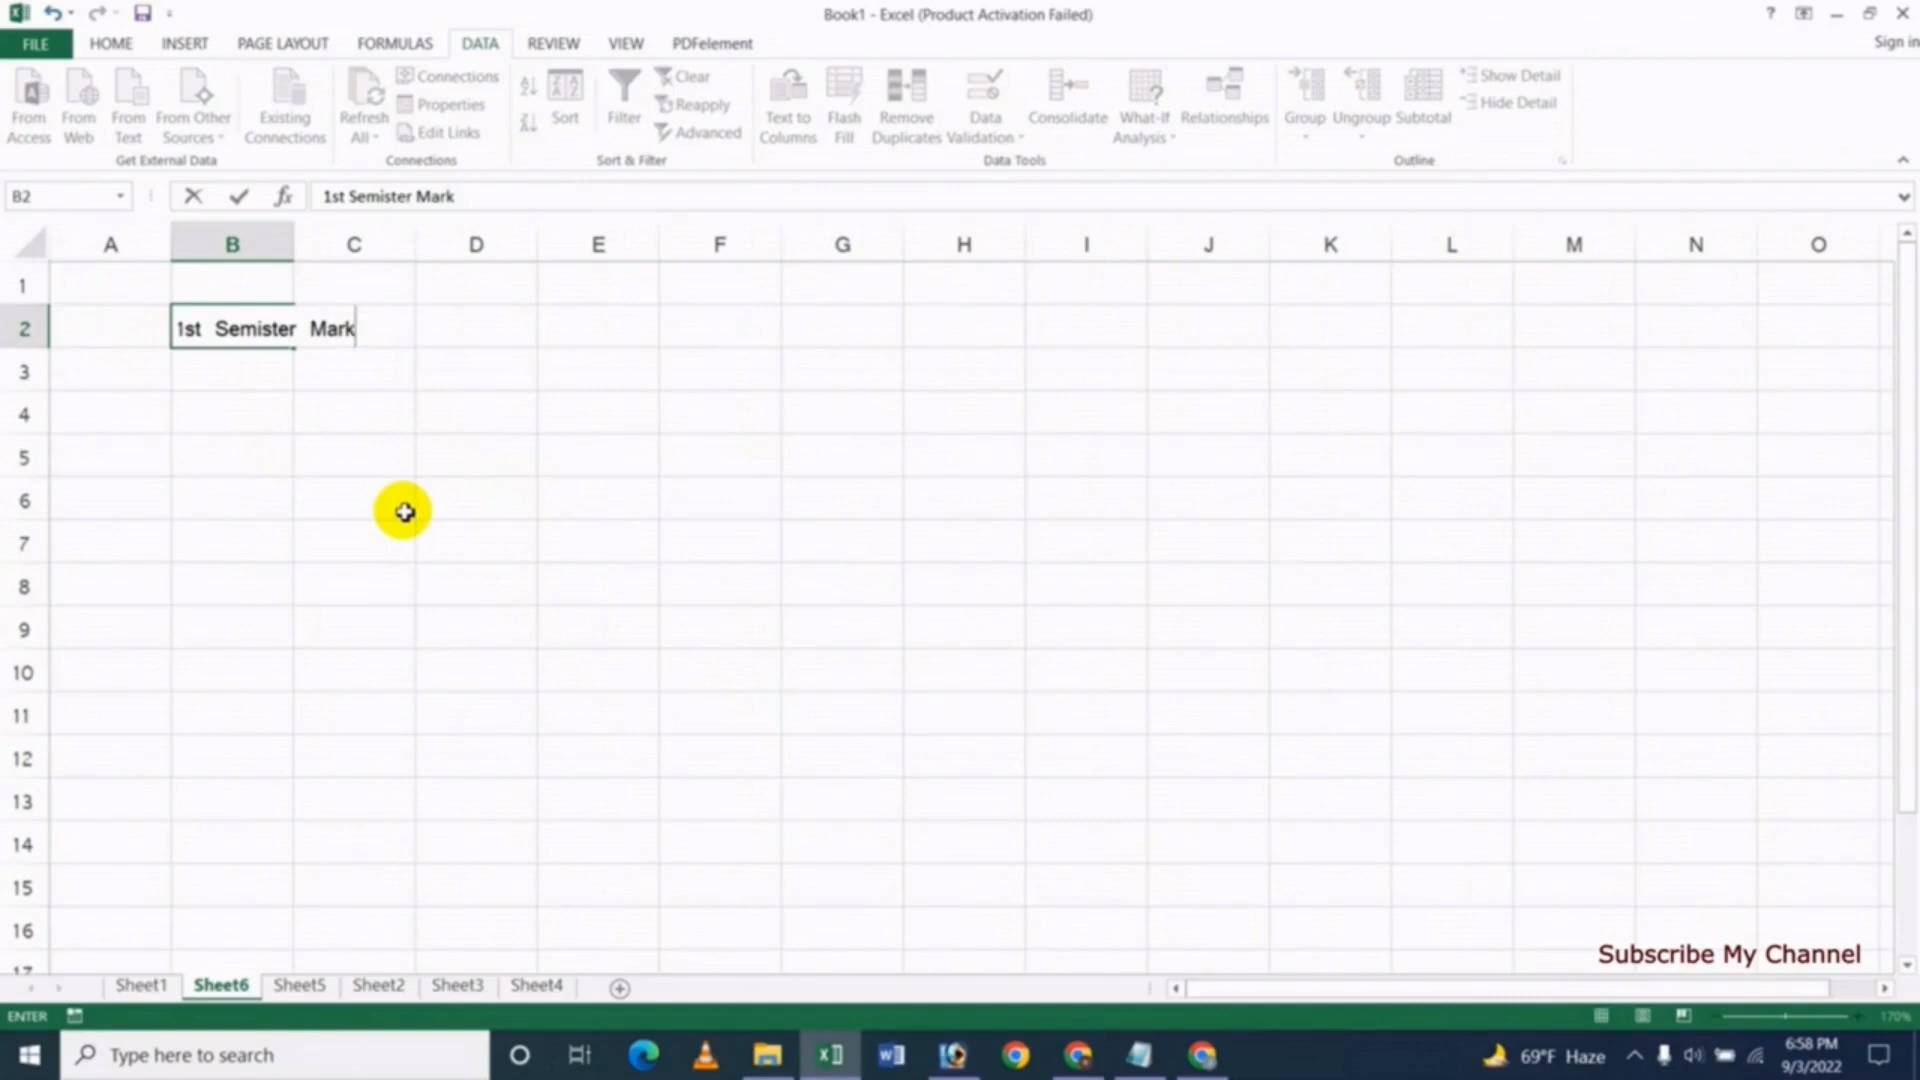 Book1 - Excel (Product Activation Failed)
FILE HOME INSERT PAGE LAYOUT FORMULAS DATA REVIEW VIEW PDFelement Sign in
From Access
From Web
From Text
From Other Sources
Existing Connections
Get External Data
Refresh All
Connections
Properties
Edit Links
Connections
Sort
Filter
Clear
Reapply
Advanced
Sort & Filter
Text to Columns
Flash Fill
Remove Duplicates
Data Validation
Consolidate
What-If Analysis
Relationships
Data Tools
Group
Ungroup
Subtotal
Show Detail
Hide Detail
Outline
B2 fx 1st Semister Mark
A B C D E F G H I J K L M N O
1
2 1st Semister Mark
3
4
5
6
7
8
9
10
11
12
13
14
15
16
17
Subscribe My Channel
Sheet1 Sheet6 Sheet5 Sheet2 Sheet3 Sheet4
ENTER 170%
Type here to search
69°F Haze
6:58 PM
9/3/2022